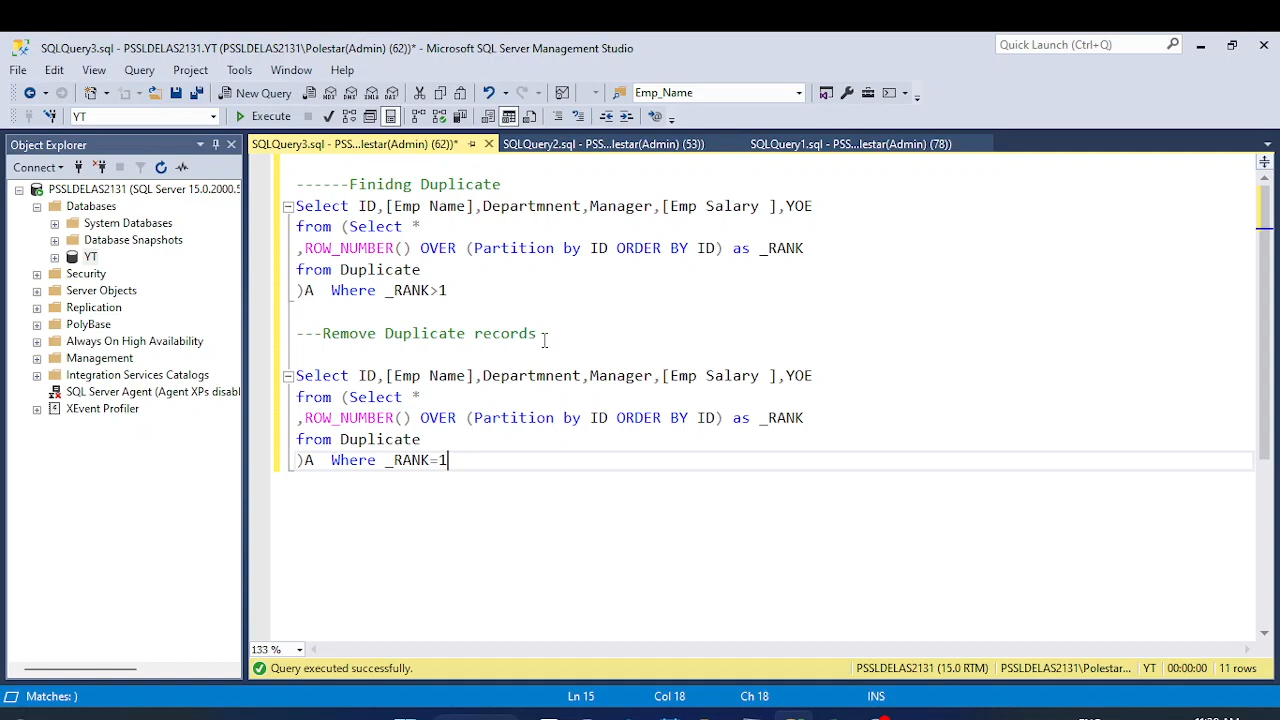 SQLQuery3.sql - PSSLDELAS2131.YT (PSSLDELAS2131\Polestar(Admin) (62))* - Microsoft SQL Server Management Studio
Quick Launch (Ctrl+Q)
File Edit View Query Project Tools Window Help
New Query
Emp_Name
YT
Execute
Object Explorer
SQLQuery3.sql - PSS...lestar(Admin) (62))*
SQLQuery2.sql - PSS...lestar(Admin) (53))
SQLQuery1.sql - PSS...lestar(Admin) (78))
Connect
PSSLDELAS2131 (SQL Server 15.0.2000.5
Databases
System Databases
Database Snapshots
YT
Security
Server Objects
Replication
PolyBase
Always On High Availability
Management
Integration Services Catalogs
SQL Server Agent (Agent XPs disabl
XEvent Profiler
------Finidng Duplicate
Select ID,[Emp Name],Departmnent,Manager,[Emp Salary ],YOE
from (Select *
,ROW_NUMBER() OVER (Partition by ID ORDER BY ID) as _RANK
from Duplicate
)A Where _RANK>1
---Remove Duplicate records
Select ID,[Emp Name],Departmnent,Manager,[Emp Salary ],YOE
from (Select *
,ROW_NUMBER() OVER (Partition by ID ORDER BY ID) as _RANK
from Duplicate
)A Where _RANK=1
133 %
Query executed successfully.
PSSLDELAS2131 (15.0 RTM)
PSSLDELAS2131\Polestar...
YT
00:00:00
11 rows
Matches: )
Ln 15
Col 18
Ch 18
INS